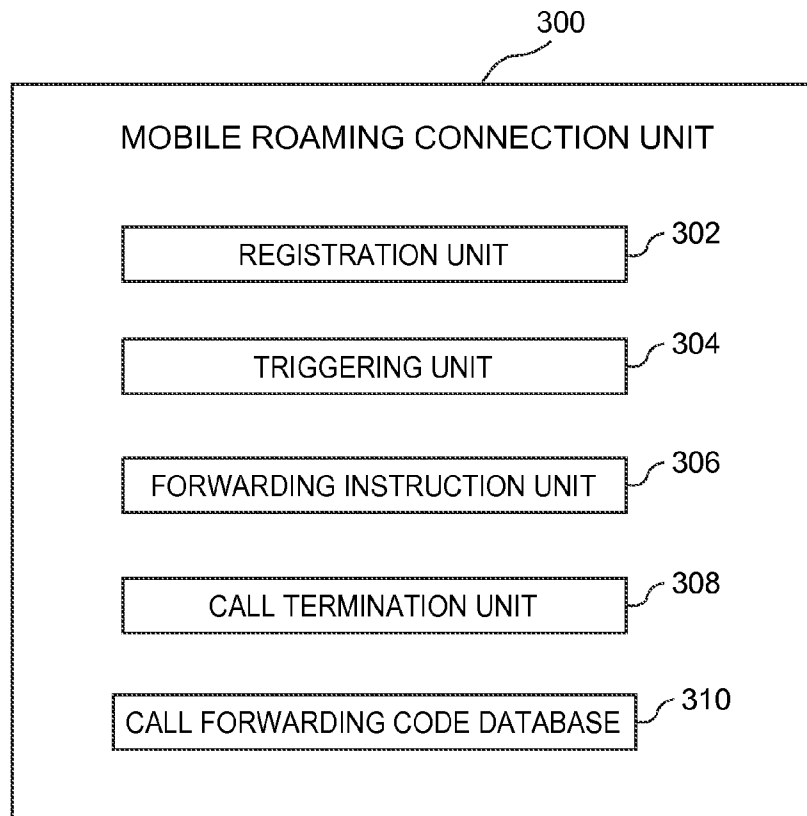 300
MOBILE ROAMING CONNECTION UNIT
REGISTRATION UNIT 302
TRIGGERING UNIT 304
FORWARDING INSTRUCTION UNIT 306
CALL TERMINATION UNIT 308
CALL FORWARDING CODE DATABASE 310